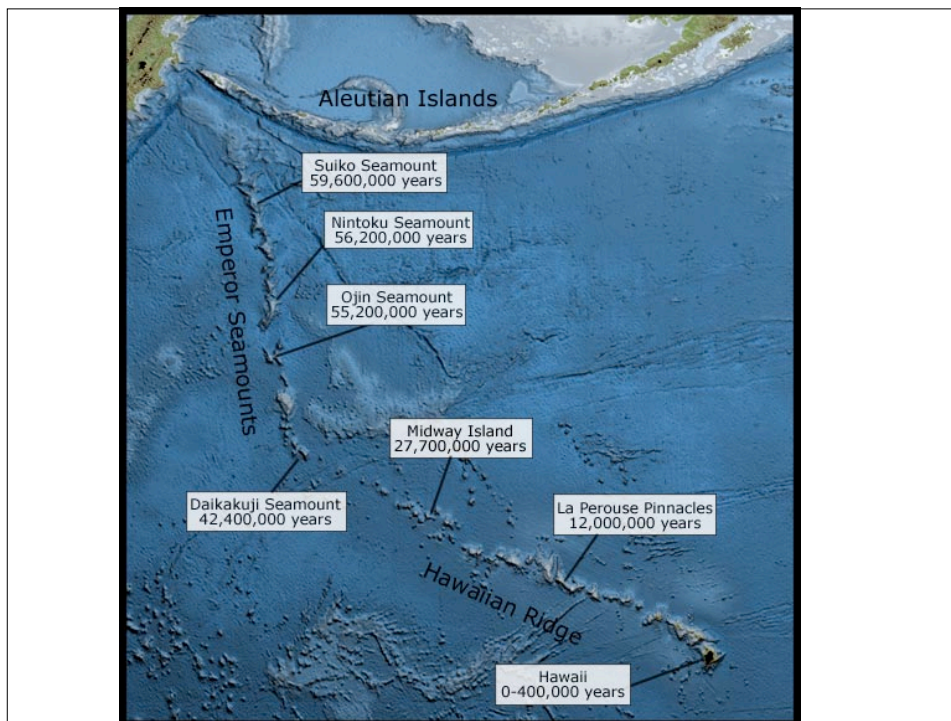 Aleutian Islands
Suiko Seamount
59,600,000 years
Nintoku Seamount
56,200,000 years
Emperor Seamounts
Ojin Seamount
55,200,000 years
Midway Island
27,700,000 years
Daikakuji Seamount
42,400,000 years
La Perouse Pinnacles
12,000,000 years
Hawaiian Ridge
Hawaii
0-400,000 years